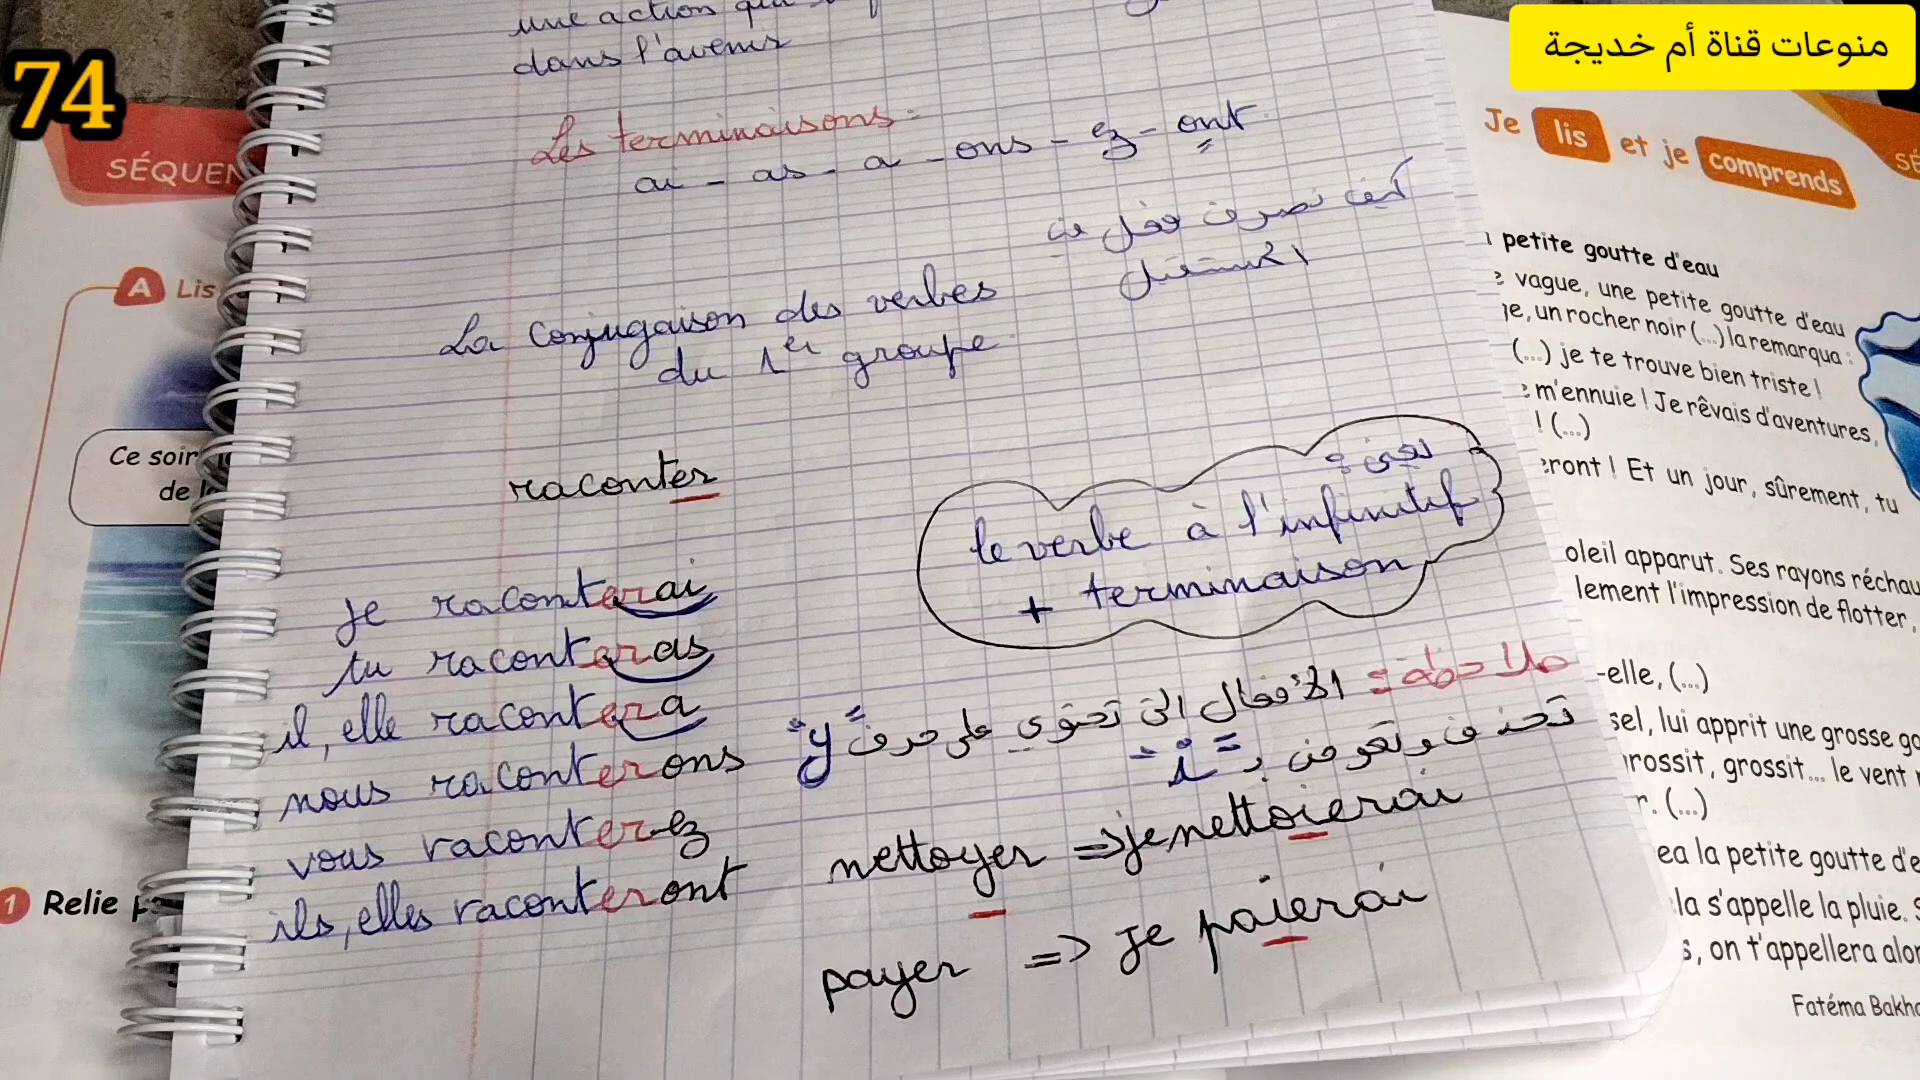 74
منوعات قناة أم خديجة
une action qui
dans l'avenir
Les terminaisons :
ai - as - a - ons - ez - ont
كيف نصرف فعل في
المستقبل
La conjugaison des verbes
du 1er groupe
raconter
je raconterai
tu raconteras
il, elle racontera
nous raconterons
vous raconterez
ils, elles raconteront
le verbe à l'infinitif
+ terminaison
ملاحظة : الأفعال التي تحتوي على حرف "y"
تحذف و تعوض بـ "i"
nettoyer => je nettoierai
payer => je paierai
SÉQUEN
A Lis
Ce soir
de l
1 Relie p
Je lis et je comprends
SÉ
petite goutte d'eau
vague, une petite goutte d'eau
ge, un rocher noir (...) la remarqua :
(...) je te trouve bien triste !
m'ennuie ! Je rêvais d'aventures,
! (...)
eront ! Et un jour, sûrement, tu
oleil apparut. Ses rayons réchau
lement l'impression de flotter,
-elle, (...)
sel, lui apprit une grosse go
rossit, grossit... le vent
r. (...)
ea la petite goutte d'e
la s'appelle la pluie. S
s, on t'appellera alor
Fatéma Bakha